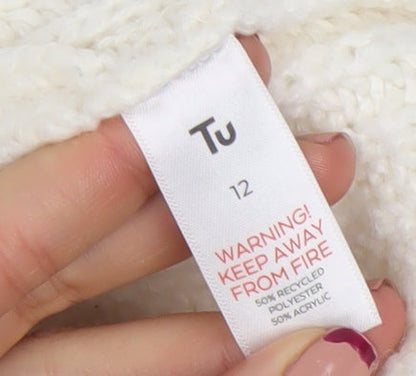 Tu
12
WARNING!
KEEP AWAY
FROM FIRE
50% RECYCLED
POLYESTER
50% ACRYLIC